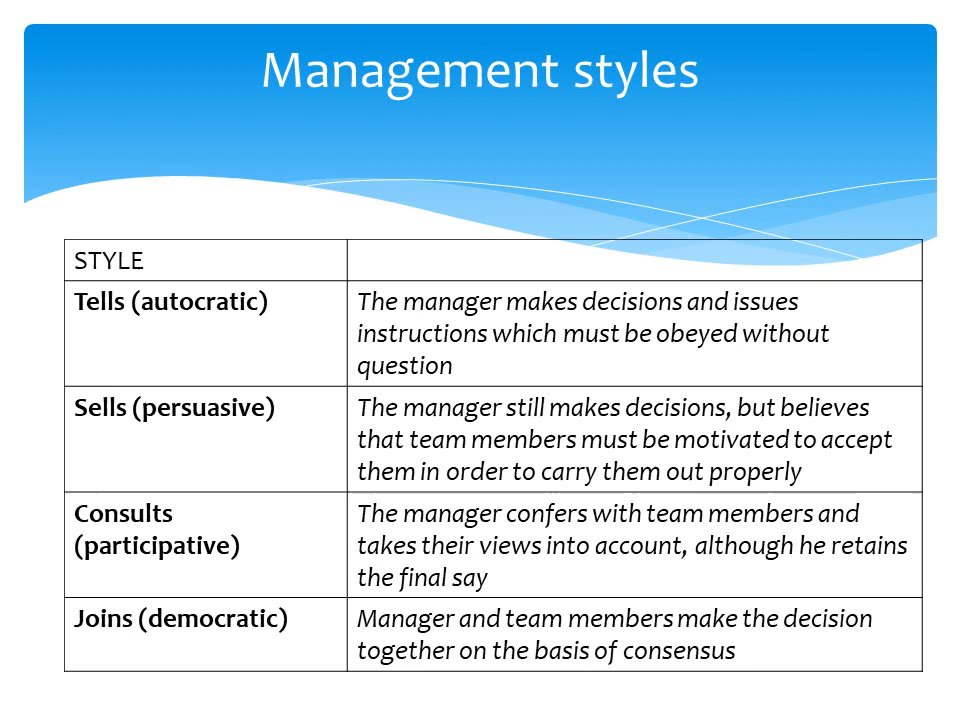 Management styles
STYLE
Tells (autocratic)
The manager makes decisions and issues
instructions which must be obeyed without
question
Sells (persuasive)
The manager still makes decisions, but believes
that team members must be motivated to accept
them in order to carry them out properly
Consults
(participative)
The manager confers with team members and
takes their views into account, although he retains
the final say
Joins (democratic)
Manager and team members make the decision
together on the basis of consensus